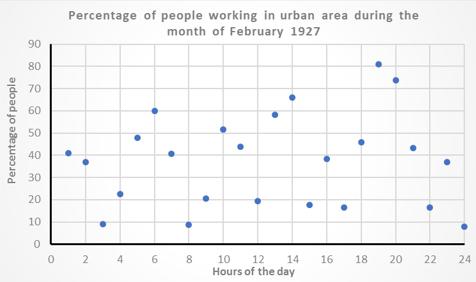 Percentage of people working in urban area during the
month of February 1927
Percentage of people
90
80
70
60
50
40
30
20
10
0
0 2 4 6 8 10 12 14 16 18 20 22 24
Hours of the day